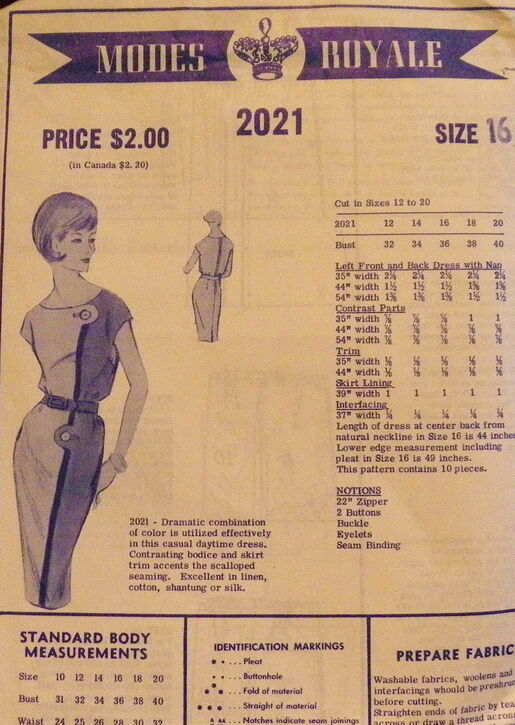 MODES ROYALE
2021
PRICE $2.00
SIZE 16
(in Canada $2.20)
Cut in Sizes 12 to 20
2021 12 14 16 18 20
Bust 32 34 36 38 40
Left Front and Back Dress with Nap
35" width 2¼ 2¼ 2¼ 2¼ 2¼
44" width 1½ 1½ 1½ 1⅝ 1⅝
54" width 1⅜ 1⅜ 1⅜ 1½ 1½
Contrast Parts
35" width ⅞ ⅞ ⅞ 1 1
44" width ⅞ ⅞ ⅞ ⅞ ⅞
54" width ⅝ ⅝ ⅝ ⅝ ⅝
Trim
35" width ⅛ ⅛ ⅛ ⅛ ⅛
44" width ⅛ ⅛ ⅛ ⅛ ⅛
Skirt Lining
39" width 1 1 1 1 1
Interfacing
37" width ¼ ¼ ¼ ¼ ¼
Length of dress at center back from
natural neckline in Size 16 is 44 inches
Lower edge measurement including
pleat in Size 16 is 49 inches.
This pattern contains 10 pieces.
NOTIONS
22" Zipper
2 Buttons
Buckle
Eyelets
Seam Binding
2021 - Dramatic combination
of color is utilized effectively
in this casual daytime dress.
Contrasting bodice and skirt
trim accents the scalloped
seaming. Excellent in linen,
cotton, shantung or silk.
STANDARD BODY
MEASUREMENTS
Size 10 12 14 16 18 20
Bust 31 32 34 36 38 40
Waist 24 25 26 28 30 32
IDENTIFICATION MARKINGS
... Pleat
... Buttonhole
... Fold of material
... Straight of material
... Notches indicate seam joinings
PREPARE FABRIC
Washable fabrics, woolens and
interfacings whould be preshrunk
before cutting.
Straighten ends of fabric by tea
across or draw a thread across